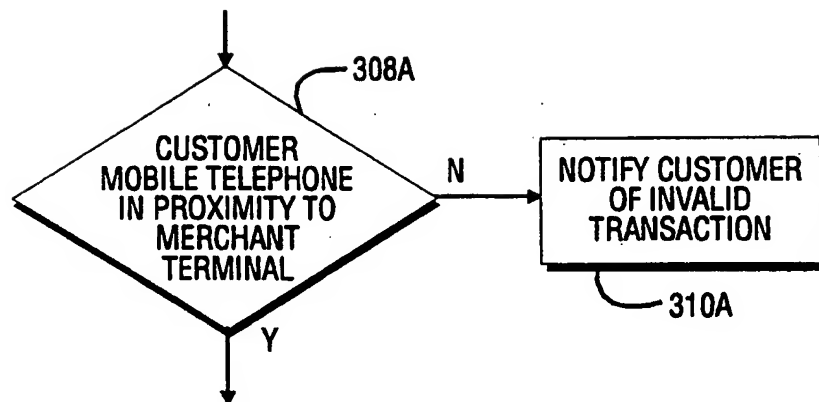 308A
CUSTOMER
MOBILE TELEPHONE
IN PROXIMITY TO
MERCHANT
TERMINAL
N
NOTIFY CUSTOMER
OF INVALID
TRANSACTION
310A
Y